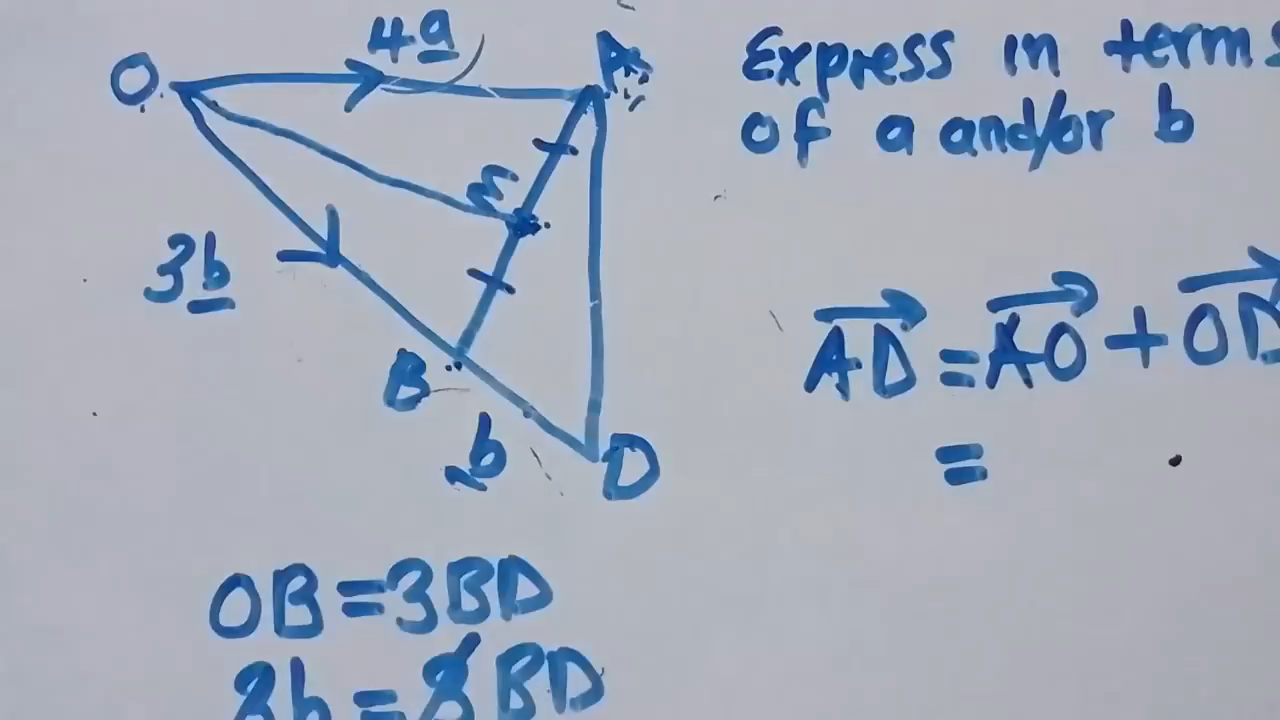 4a
O
A
Express in terms
of a and/or b
E
3b
AD = AO + OD
=
B
b
D
OB = 3BD
3b = 3BD